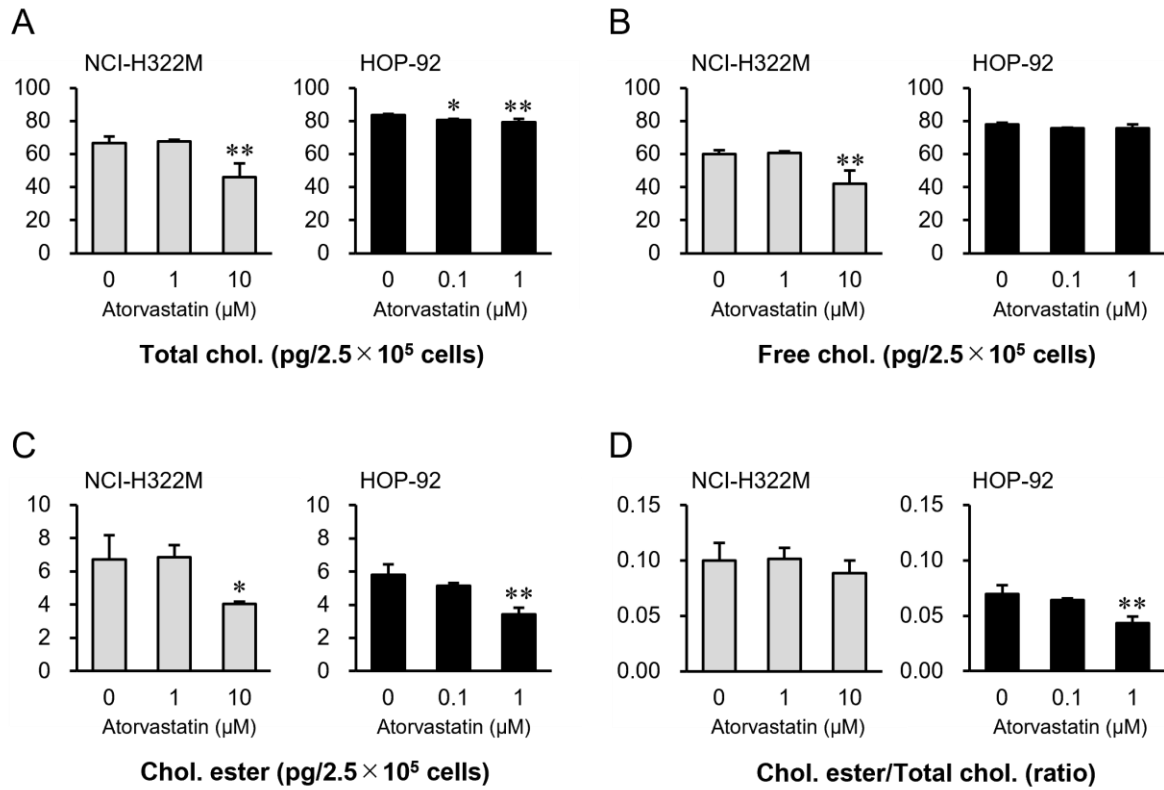 A
NCI-H322M
100
80
60
40
20
0
**
0 1 10
Atorvastatin (µM)
HOP-92
100
80
60
40
20
0
* **
0 0.1 1
Atorvastatin (µM)
Total chol. (pg/2.5×10⁵ cells)
B
NCI-H322M
100
80
60
40
20
0
**
0 1 10
Atorvastatin (µM)
HOP-92
100
80
60
40
20
0
0 0.1 1
Atorvastatin (µM)
Free chol. (pg/2.5×10⁵ cells)
C
NCI-H322M
10
8
6
4
2
0
*
0 1 10
Atorvastatin (µM)
HOP-92
10
8
6
4
2
0
**
0 0.1 1
Atorvastatin (µM)
Chol. ester (pg/2.5×10⁵ cells)
D
NCI-H322M
0.15
0.10
0.05
0.00
0 1 10
Atorvastatin (µM)
HOP-92
0.15
0.10
0.05
0.00
**
0 0.1 1
Atorvastatin (µM)
Chol. ester/Total chol. (ratio)